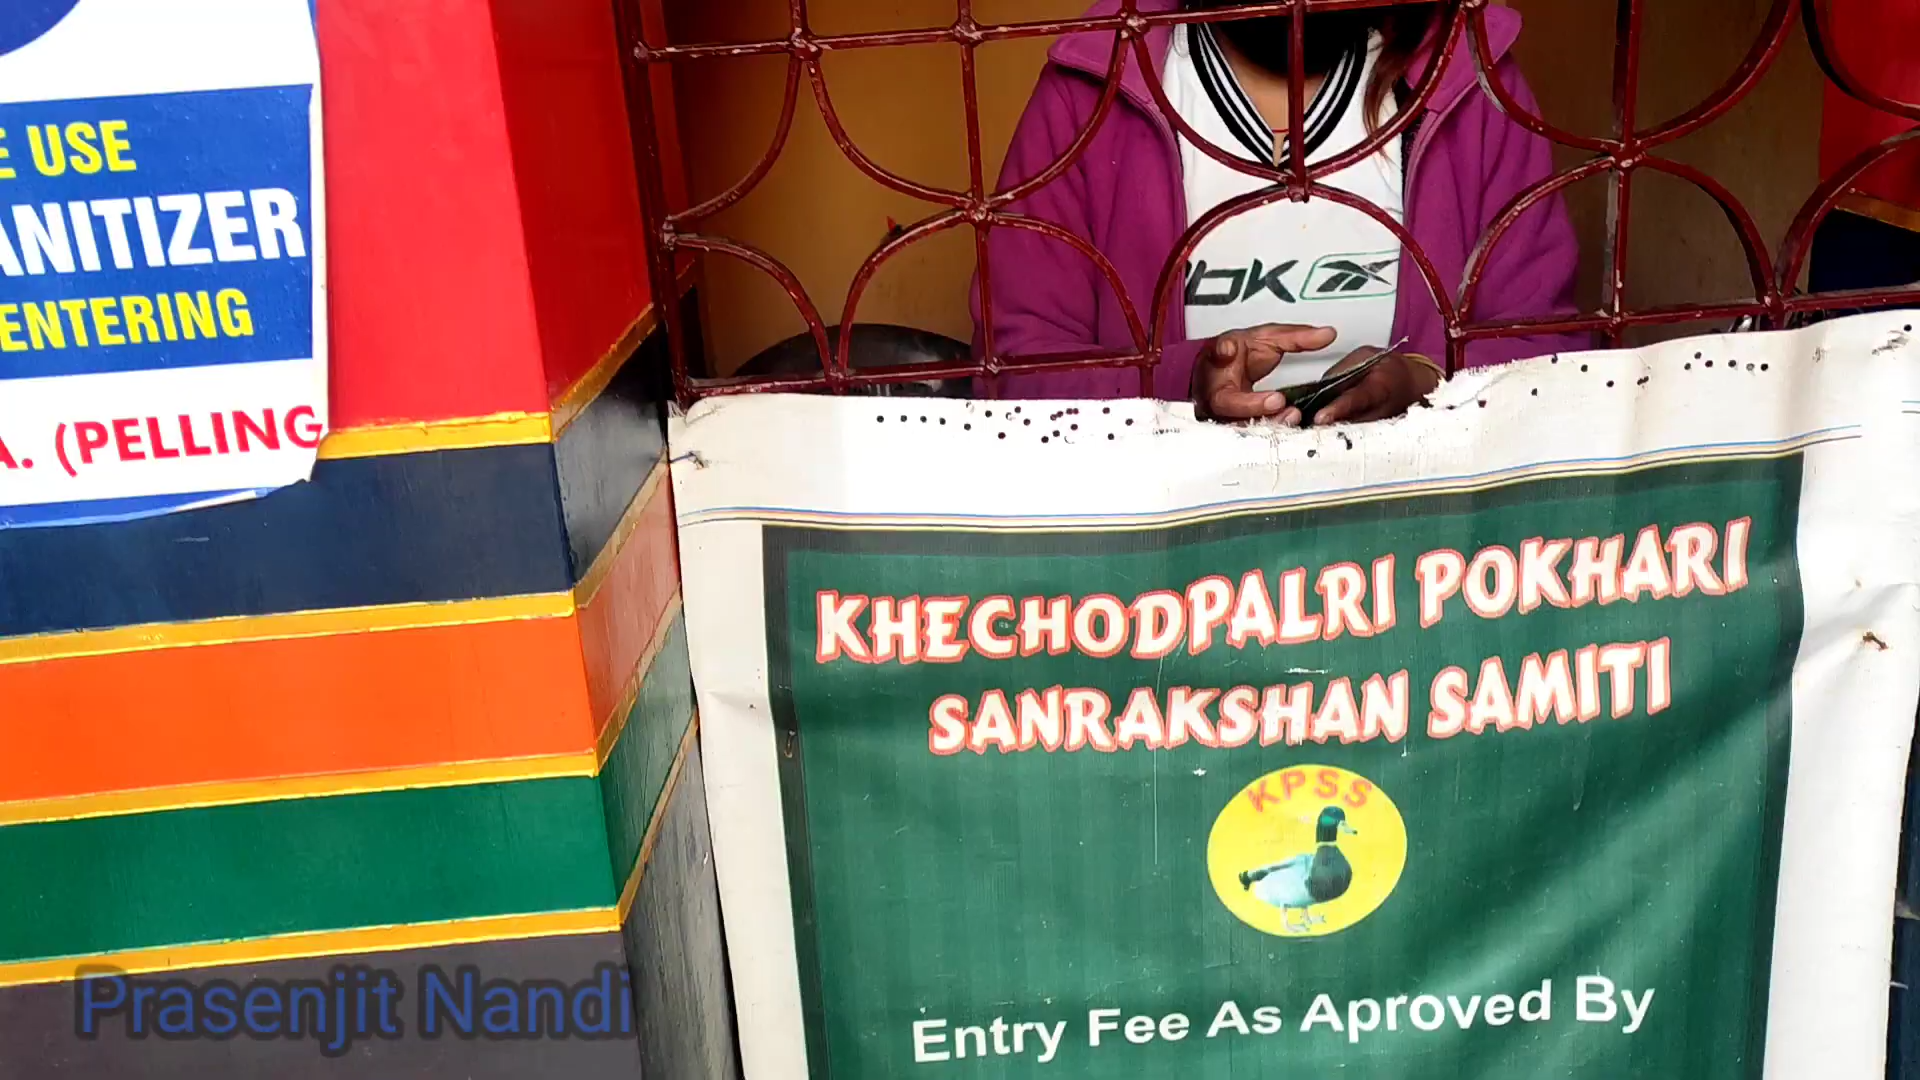 E USE
ANITIZER
ENTERING
A. (PELLING
KHECHODPALRI POKHARI
SANRAKSHAN SAMITI
KPSS
Entry Fee As Aproved By
Prasenjit Nandi